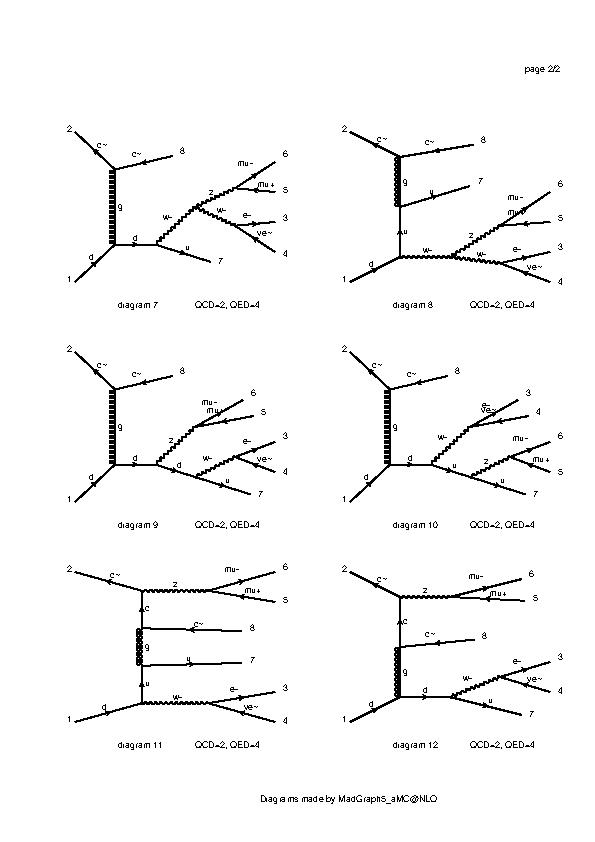 page 2/2
2 c~ c~ 8 g d d 1 w- u 7 z w- mu- 6 mu+ 5 e- 3 ve~ 4
diagram 7 QCD=2, QED=4
2 c~ c~ 8 g u 7 u d 1 w- z w- mu- 6 mu+ 5 e- 3 ve~ 4
diagram 8 QCD=2, QED=4
2 c~ c~ 8 g d d 1 z mu- 6 mu+ 5 d w- e- 3 ve~ 4 u 7
diagram 9 QCD=2, QED=4
2 c~ c~ 8 g d d 1 w- e- 3 ve~ 4 u z mu- 6 mu+ 5 u 7
diagram 10 QCD=2, QED=4
2 c~ z mu- 6 mu+ 5 c c~ 8 g u 7 u d 1 w- e- 3 ve~ 4
diagram 11 QCD=2, QED=4
2 c~ z mu- 6 mu+ 5 c c~ 8 g d d 1 w- e- 3 ve~ 4 u 7
diagram 12 QCD=2, QED=4
Diagrams made by MadGraph5_aMC@NLO